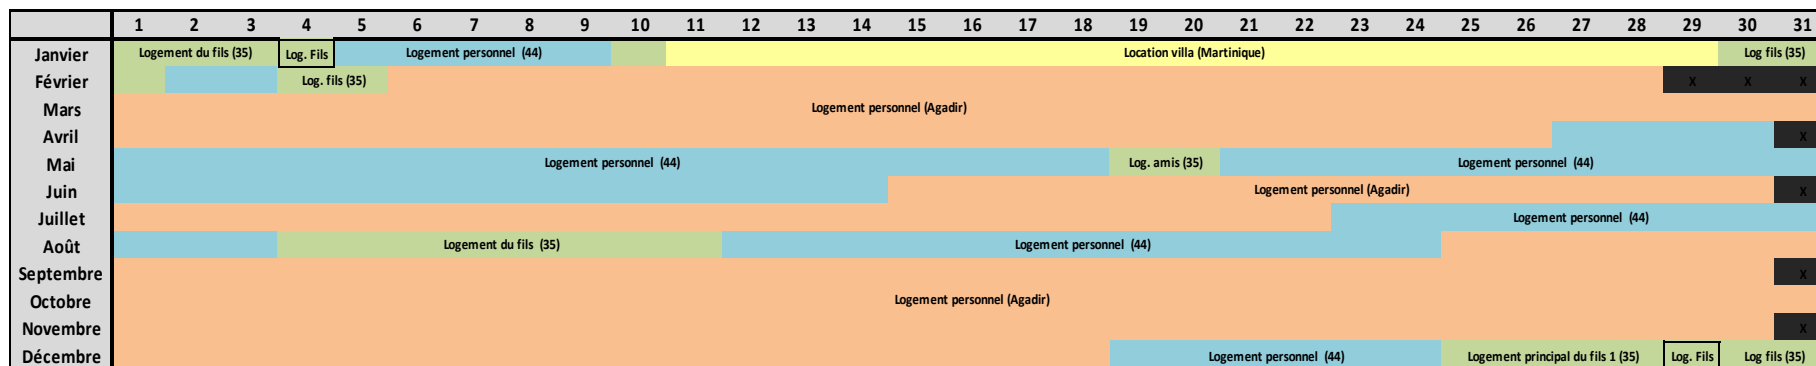 1 2 3 4 5 6 7 8 9 10 11 12 13 14 15 16 17 18 19 20 21 22 23 24 25 26 27 28 29 30 31
Janvier Logement du fils (35) Log. Fils Logement personnel (44) Location villa (Martinique) Log fils (35)
Février Log. fils (35) X X X
Mars Logement personnel (Agadir)
Avril X
Mai Logement personnel (44) Log. amis (35) Logement personnel (44)
Juin Logement personnel (Agadir) X
Juillet Logement personnel (44)
Août Logement du fils (35) Logement personnel (44)
Septembre X
Octobre Logement personnel (Agadir)
Novembre X
Décembre Logement personnel (44) Logement principal du fils 1 (35) Log. Fils Log fils (35)